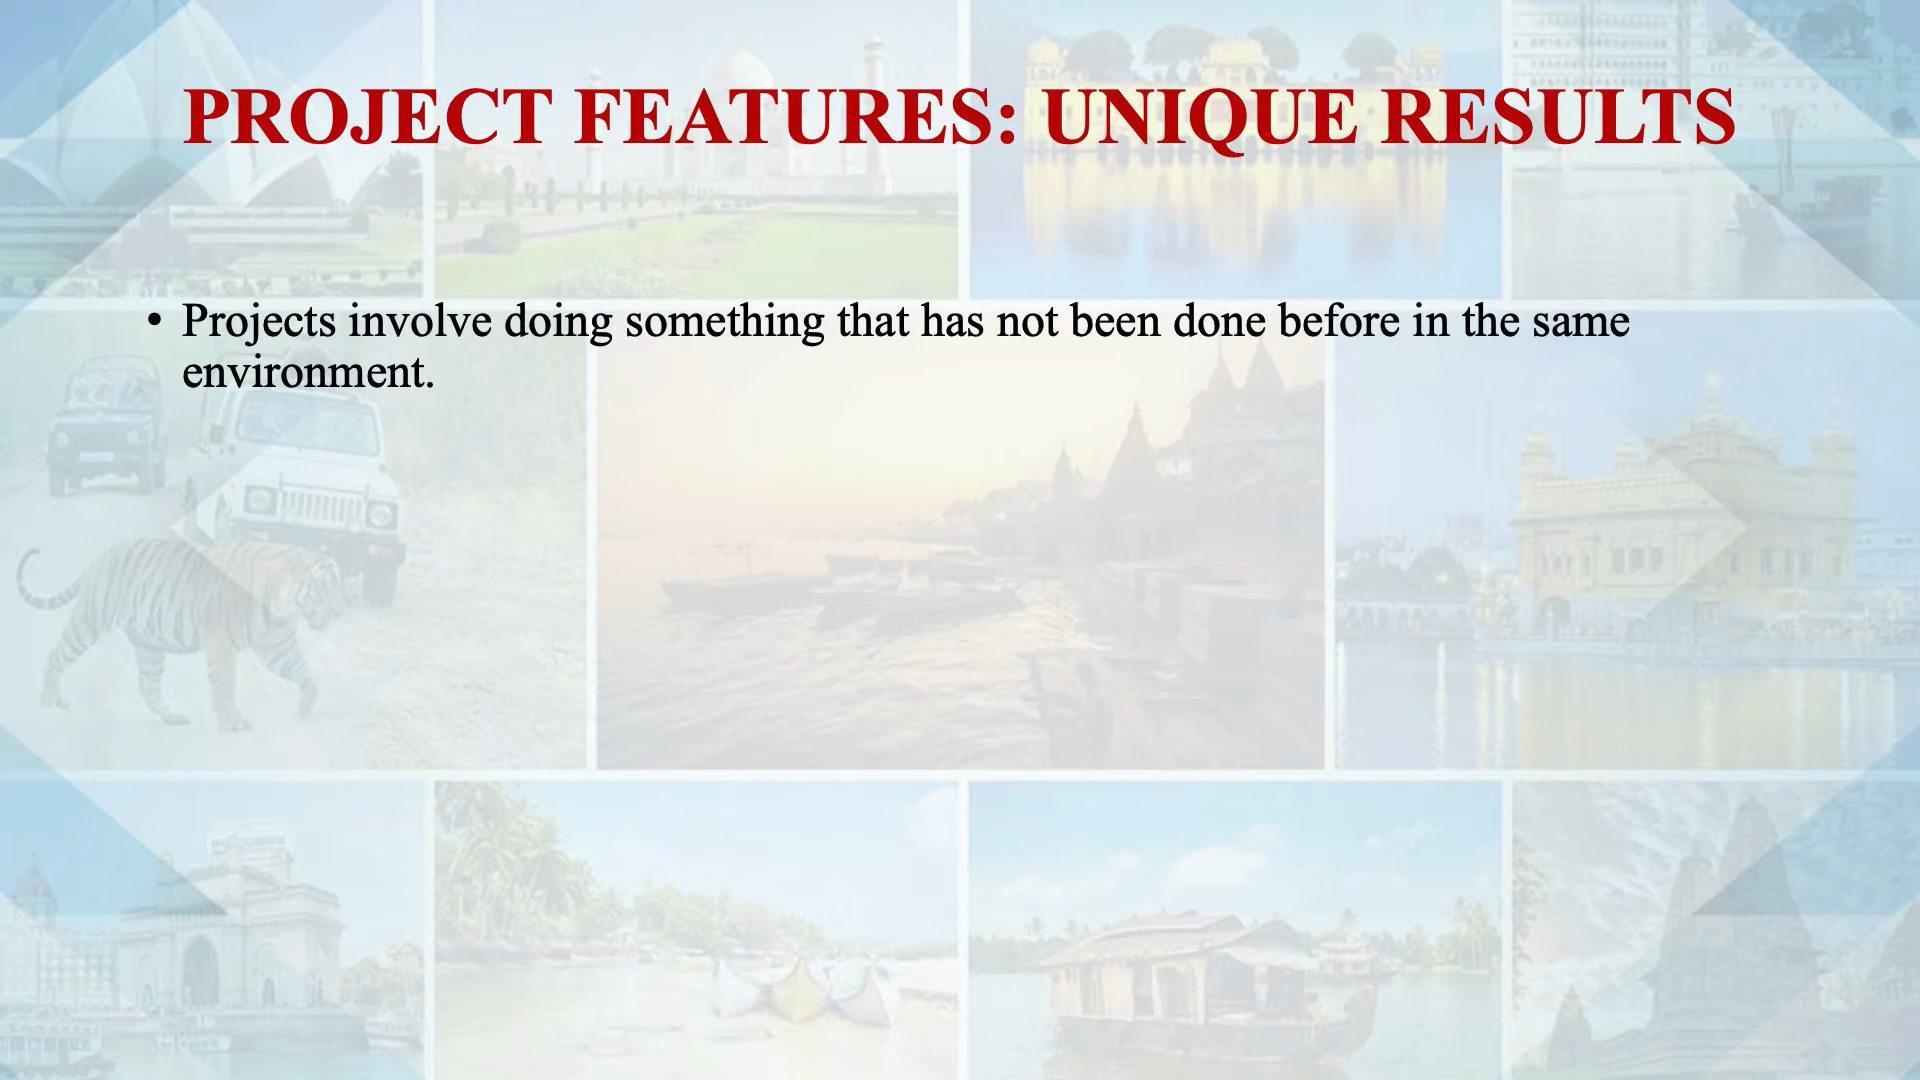 PROJECT FEATURES: UNIQUE RESULTS
• Projects involve doing something that has not been done before in the same
environment.